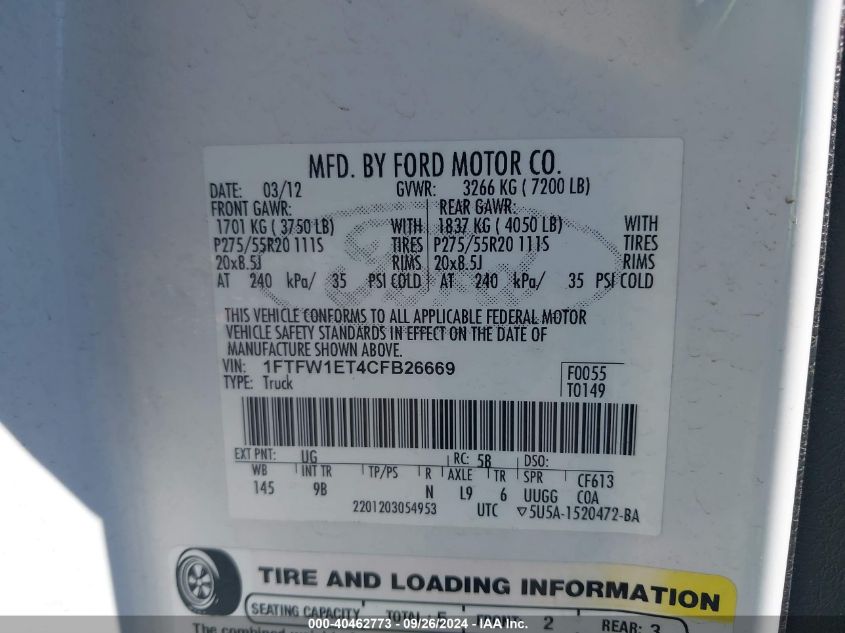 MFD. BY FORD MOTOR CO.
DATE: 03/12 GVWR: 3266 KG ( 7200 LB)
FRONT GAWR: REAR GAWR:
1701 KG ( 3750 LB) WITH 1837 KG ( 4050 LB) WITH
P275/55R20 111S TIRES P275/55R20 111S TIRES
20x8.5J RIMS 20x8.5J RIMS
AT 240 kPa/ 35 PSI COLD AT 240 kPa/ 35 PSI COLD
THIS VEHICLE CONFORMS TO ALL APPLICABLE FEDERAL MOTOR
VEHICLE SAFETY STANDARDS IN EFFECT ON THE DATE OF
MANUFACTURE SHOWN ABOVE.
VIN: 1FTFW1ET4CFB26669 F0055
TYPE: Truck T0149
EXT PNT: UG RC: 5B DSO:
WB INT TR TP/PS R AXLE TR SPR CF613
145 9B N L9 6 UUGG COA
2201203054953 UTC ▽5U5A-1520472-BA
TIRE AND LOADING INFORMATION
SEATING CAPACITY TOTAL: 5 2 REAR: 3
The combined
000-40462773 - 09/26/2024 - IAA, Inc.